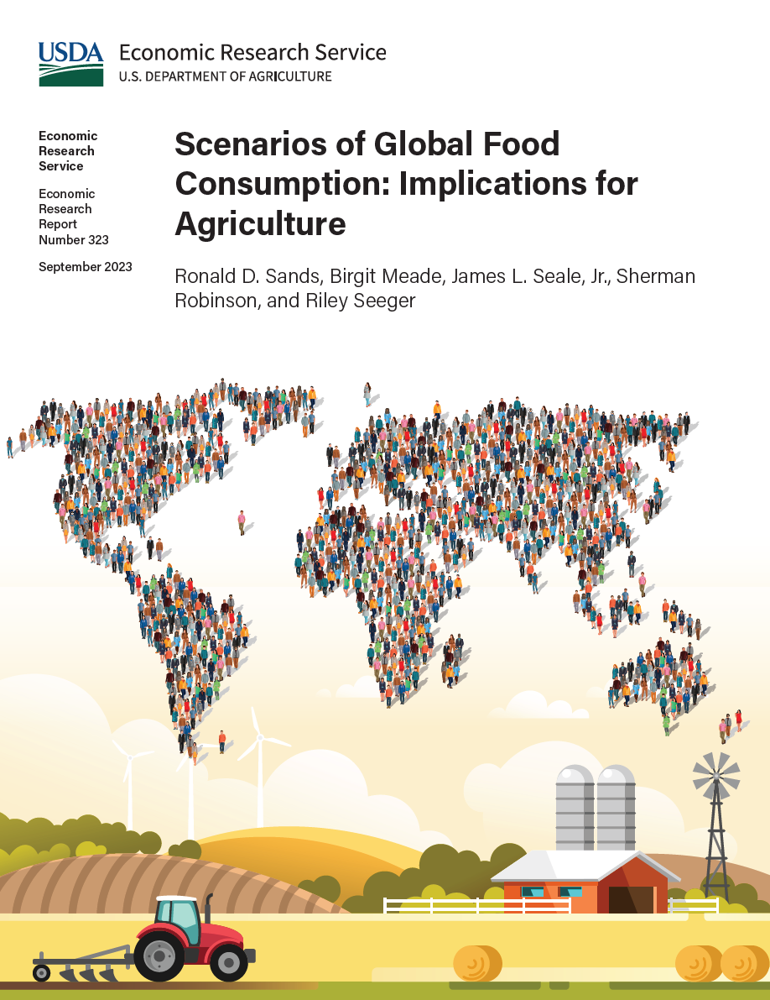 USDA
Economic Research Service
U.S. DEPARTMENT OF AGRICULTURE
Economic
Research
Service
Economic
Research
Report
Number 323
September 2023
Scenarios of Global Food
Consumption: Implications for
Agriculture
Ronald D. Sands, Birgit Meade, James L. Seale, Jr., Sherman
Robinson, and Riley Seeger